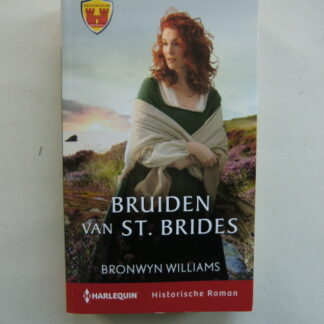 BRUIDEN
VAN ST. BRIDES
BRONWYN WILLIAMS
HARLEQUIN Historische Roman